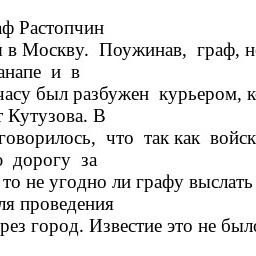 аф Растопчин
в Москву. Поужинав, граф, н
анапе и в
часу был разбужен курьером, к
т Кутузова. В
говорилось, что так как войск
дорогу за
то не угодно ли графу выслать
ля проведения
рез город. Известие это не был